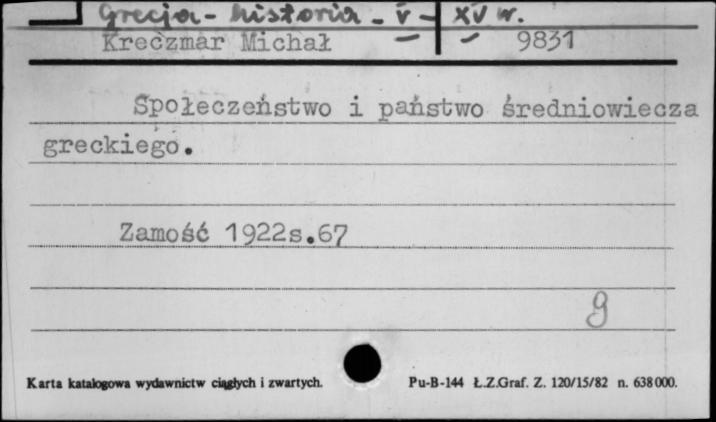 Grecja - historia - V - XV w.
Kreczmar Michał 9831
Społeczeństwo i państwo średniowiecza
greckiego.
Zamość 1922s.67
9
Karta katalogowa wydawnictw ciągłych i zwartych. Pu-B-144 Ł.Z.Graf. Z. 120/15/82 n. 638000.